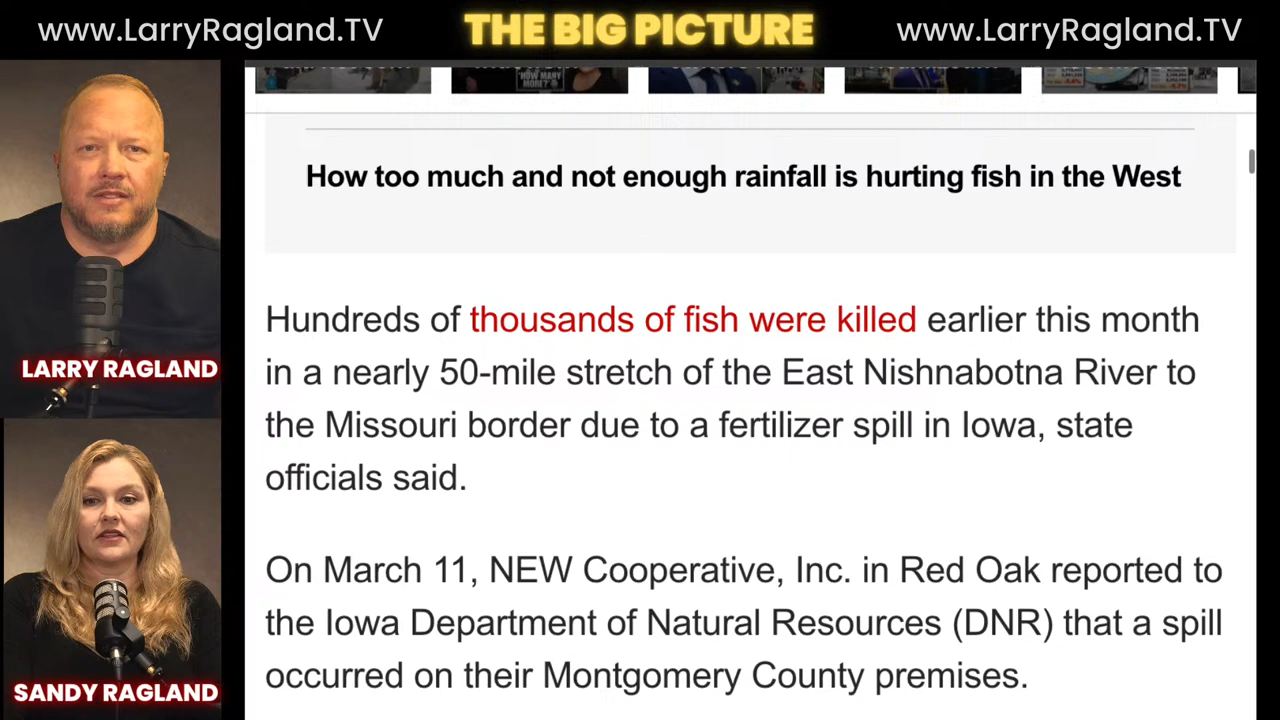 www.LarryRagland.TV
THE BIG PICTURE
www.LarryRagland.TV
"HOW MANY
MORE?"
How too much and not enough rainfall is hurting fish in the West
Hundreds of thousands of fish were killed earlier this month
in a nearly 50-mile stretch of the East Nishnabotna River to
the Missouri border due to a fertilizer spill in Iowa, state
officials said.
On March 11, NEW Cooperative, Inc. in Red Oak reported to
the Iowa Department of Natural Resources (DNR) that a spill
occurred on their Montgomery County premises.
LARRY RAGLAND
SANDY RAGLAND